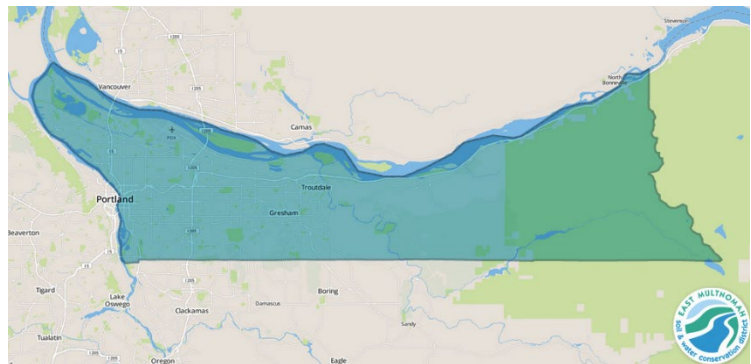 Stevenson
North
Bonneville
Vancouver
Camas
Troutdale
Portland
Gresham
Beaverton
Tigard
Lake
Oswego
Boring
Damascus
Clackamas
Sandy
Tualatin
Oregon
Eagle
EAST MULTNOMAH
soil & water conservation district